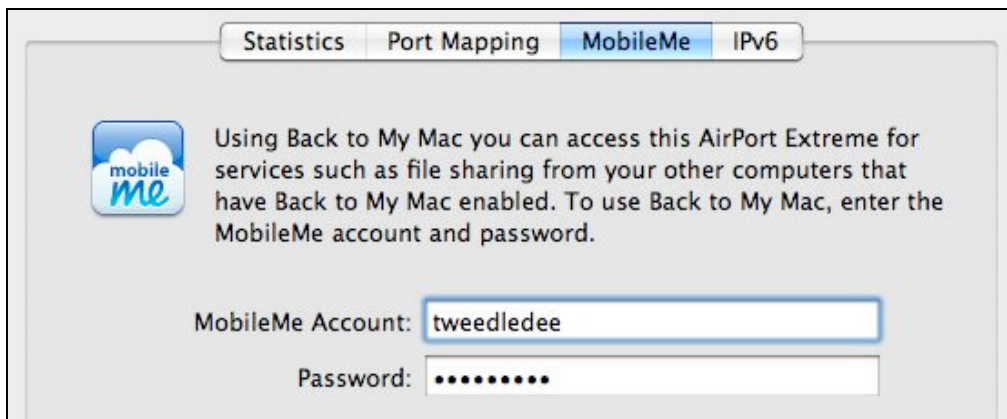 Statistics Port Mapping MobileMe IPv6
mobile
me
Using Back to My Mac you can access this AirPort Extreme for
services such as file sharing from your other computers that
have Back to My Mac enabled. To use Back to My Mac, enter the
MobileMe account and password.
MobileMe Account: tweedledee
Password: •••••••••